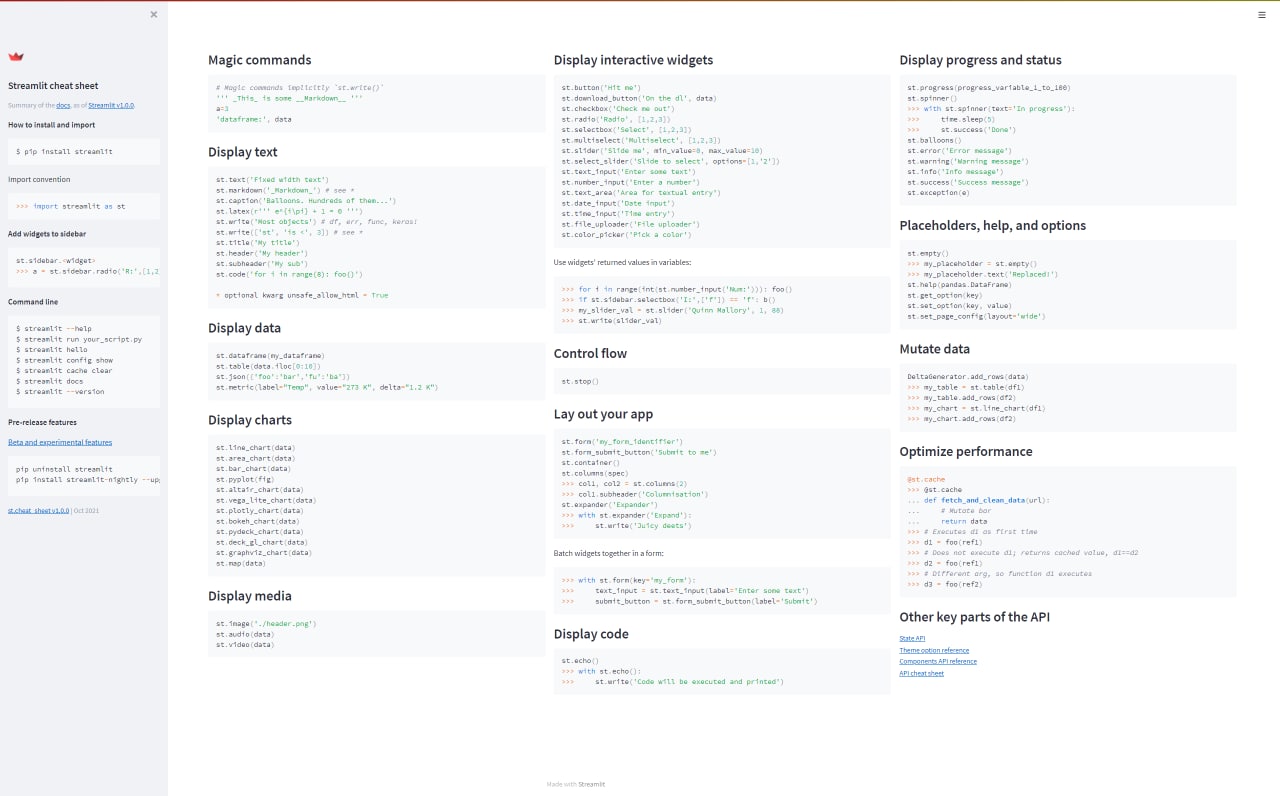 Streamlit cheat sheet
Summary of the docs, as of Streamlit v1.0.0.
How to install and import
$ pip install streamlit
Import convention
>>> import streamlit as st
Add widgets to sidebar
st.sidebar.<widget>
>>> a = st.sidebar.radio('R:',[1,2
Command line
$ streamlit --help
$ streamlit run your_script.py
$ streamlit hello
$ streamlit config show
$ streamlit cache clear
$ streamlit docs
$ streamlit --version
Pre-release features
Beta and experimental features
pip uninstall streamlit
pip install streamlit-nightly --up
st.cheat_sheet v1.0.0 | Oct 2021
Magic commands
# Magic commands implicitly `st.write()`
''' _This_ is some __Markdown__ '''
a=3
'dataframe:', data
Display text
st.text('Fixed width text')
st.markdown('_Markdown_') # see *
st.caption('Balloons. Hundreds of them...')
st.latex(r''' e^{i\pi} + 1 = 0 ''')
st.write('Most objects') # df, err, func, keras!
st.write(['st', 'is <', 3]) # see *
st.title('My title')
st.header('My header')
st.subheader('My sub')
st.code('for i in range(8): foo()')
* optional kwarg unsafe_allow_html = True
Display data
st.dataframe(my_dataframe)
st.table(data.iloc[0:10])
st.json({'foo':'bar','fu':'ba'})
st.metric(label="Temp", value="273 K", delta="1.2 K")
Display charts
st.line_chart(data)
st.area_chart(data)
st.bar_chart(data)
st.pyplot(fig)
st.altair_chart(data)
st.vega_lite_chart(data)
st.plotly_chart(data)
st.bokeh_chart(data)
st.pydeck_chart(data)
st.deck_gl_chart(data)
st.graphviz_chart(data)
st.map(data)
Display media
st.image('./header.png')
st.audio(data)
st.video(data)
Display interactive widgets
st.button('Hit me')
st.download_button('On the dl', data)
st.checkbox('Check me out')
st.radio('Radio', [1,2,3])
st.selectbox('Select', [1,2,3])
st.multiselect('Multiselect', [1,2,3])
st.slider('Slide me', min_value=0, max_value=10)
st.select_slider('Slide to select', options=[1,'2'])
st.text_input('Enter some text')
st.number_input('Enter a number')
st.text_area('Area for textual entry')
st.date_input('Date input')
st.time_input('Time entry')
st.file_uploader('File uploader')
st.color_picker('Pick a color')
Use widgets' returned values in variables:
>>> for i in range(int(st.number_input('Num:'))): foo()
>>> if st.sidebar.selectbox('I:',['f']) == 'f': b()
>>> my_slider_val = st.slider('Quinn Mallory', 1, 88)
>>> st.write(slider_val)
Control flow
st.stop()
Lay out your app
st.form('my_form_identifier')
st.form_submit_button('Submit to me')
st.container()
st.columns(spec)
>>> col1, col2 = st.columns(2)
>>> col1.subheader('Columnisation')
st.expander('Expander')
>>> with st.expander('Expand'):
>>>     st.write('Juicy deets')
Batch widgets together in a form:
>>> with st.form(key='my_form'):
>>>     text_input = st.text_input(label='Enter some text')
>>>     submit_button = st.form_submit_button(label='Submit')
Display code
st.echo()
>>> with st.echo():
>>>     st.write('Code will be executed and printed')
Display progress and status
st.progress(progress_variable_1_to_100)
st.spinner()
>>> with st.spinner(text='In progress'):
>>>     time.sleep(5)
>>>     st.success('Done')
st.balloons()
st.error('Error message')
st.warning('Warning message')
st.info('Info message')
st.success('Success message')
st.exception(e)
Placeholders, help, and options
st.empty()
>>> my_placeholder = st.empty()
>>> my_placeholder.text('Replaced!')
st.help(pandas.DataFrame)
st.get_option(key)
st.set_option(key, value)
st.set_page_config(layout='wide')
Mutate data
DeltaGenerator.add_rows(data)
>>> my_table = st.table(df1)
>>> my_table.add_rows(df2)
>>> my_chart = st.line_chart(df1)
>>> my_chart.add_rows(df2)
Optimize performance
@st.cache
>>> @st.cache
... def fetch_and_clean_data(url):
...     # Mutate bar
...     return data
>>> # Executes d1 as first time
>>> d1 = foo(ref1)
>>> # Does not execute d1; returns cached value, d1==d2
>>> d2 = foo(ref1)
>>> # Different arg, so function d1 executes
>>> d3 = foo(ref2)
Other key parts of the API
State API
Theme option reference
Components API reference
API cheat sheet
Made with Streamlit